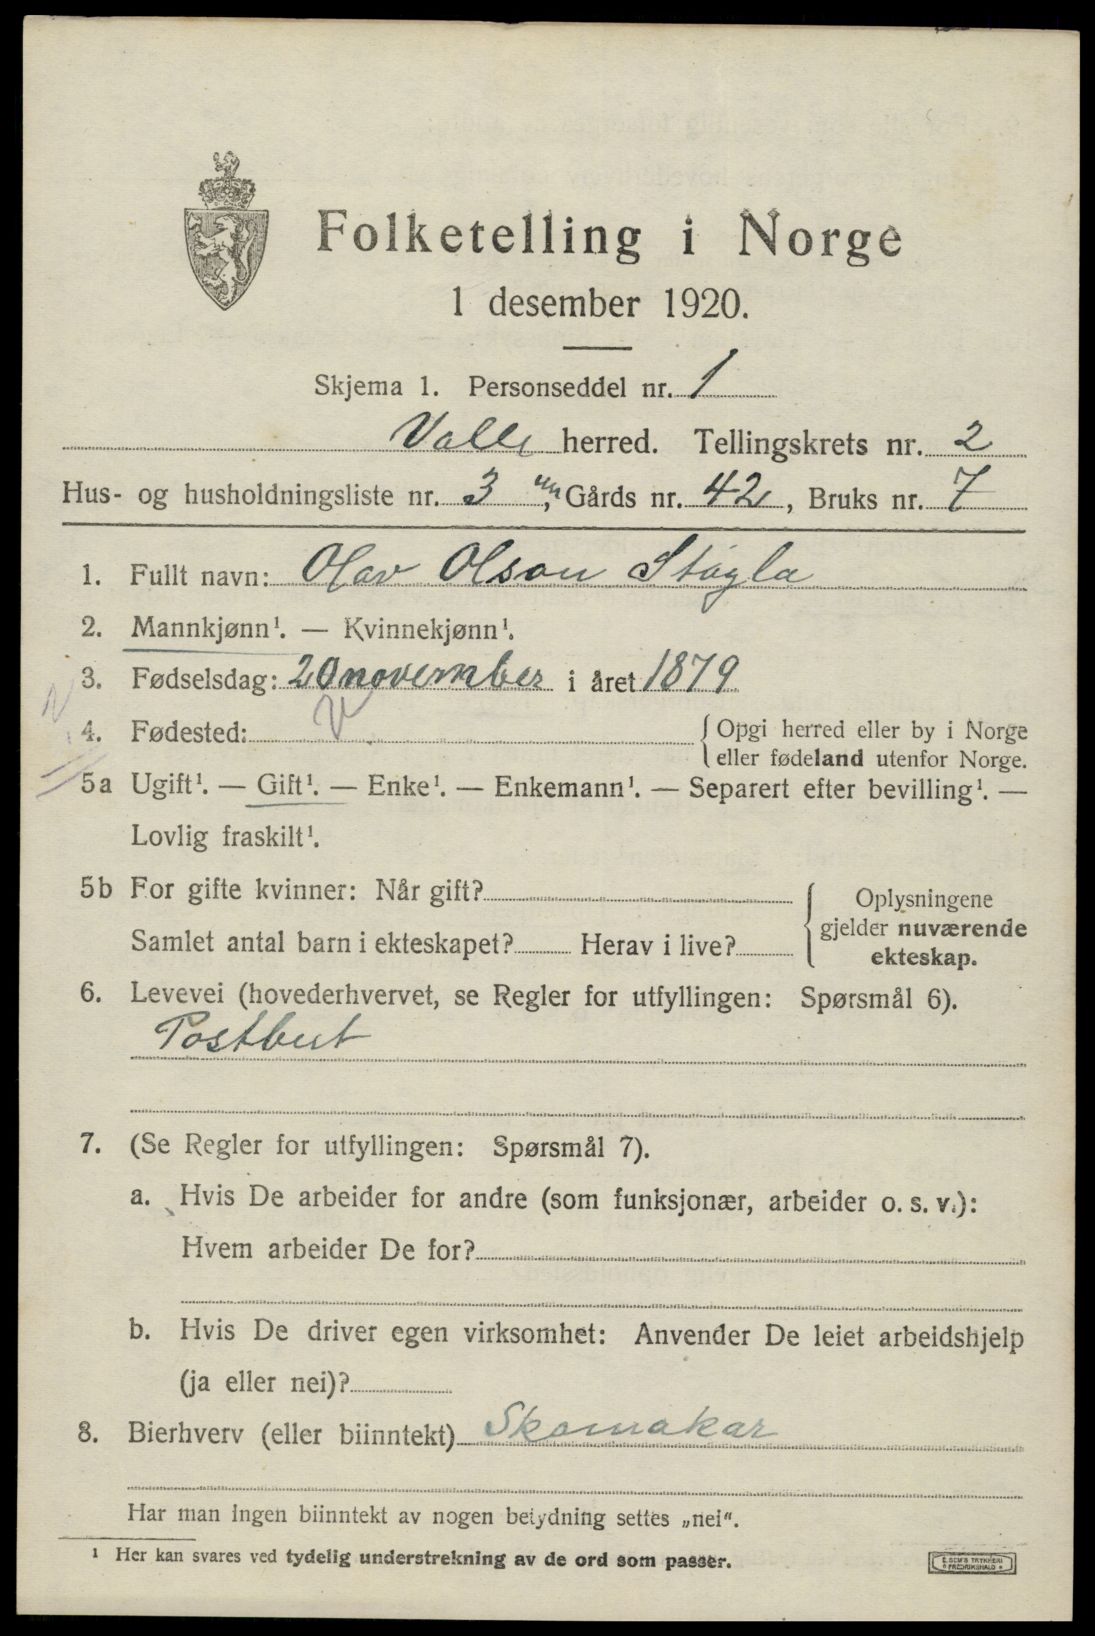 Folketelling i Norge
1 desember 1920.
Skjema 1. Personseddel nr. 1
Valle herred. Tellingskrets nr. 2
Hus- og husholdningsliste nr. 3, Gårds nr. 42, Bruks nr. 7
1. Fullt navn: Olav Olson Støgla
2. Mannkjønn¹. — Kvinnekjønn¹.
3. Fødselsdag: 20 november i året 1879
4. Fødested: v { Opgi herred eller by i Norge
eller fødeland utenfor Norge.
5a Ugift¹. — Gift¹. — Enke¹. — Enkemann¹. — Separert efter bevilling¹. —
Lovlig fraskilt¹.
5b For gifte kvinner: Når gift? { Oplysningene
gjelder nuværende
Samlet antal barn i ekteskapet? Herav i live?
ekteskap.
6. Levevei (hovederhvervet, se Regler for utfyllingen: Spørsmål 6).
Postbut
7. (Se Regler for utfyllingen: Spørsmål 7).
a. Hvis De arbeider for andre (som funksjonær, arbeider o. s. v.):
Hvem arbeider De for?
b. Hvis De driver egen virksomhet: Anvender De leiet arbeidshjelp
(ja eller nei)?
8. Bierhverv (eller biinntekt) Skomakar
Har man ingen biinntekt av nogen betydning settes „nei".
¹ Her kan svares ved tydelig understrekning av de ord som passer.
E. SEM'S TRYKKERI
FREDRIKSHALD